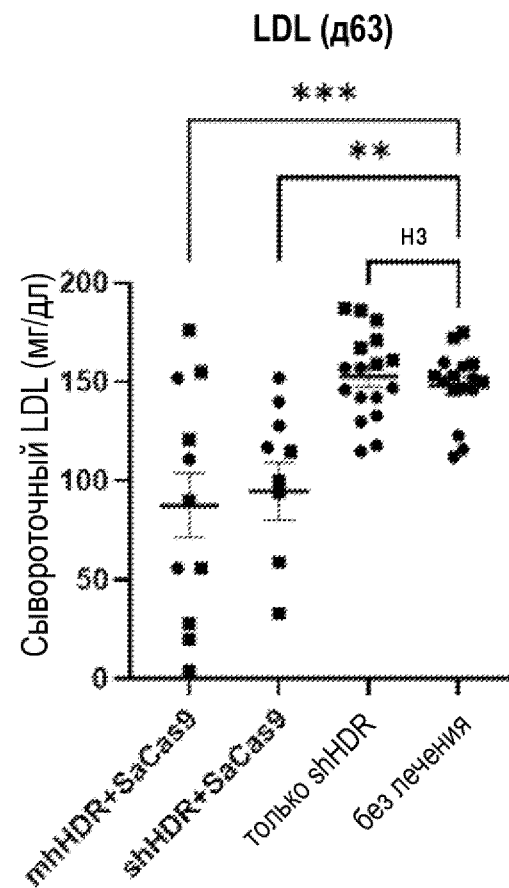 LDL (д63)
***
**
нз
Сывороточный LDL (мг/дл)
200
150
100
50
0
mhHDR+SaCas9
shHDR+SaCas9
только shHDR
без лечения